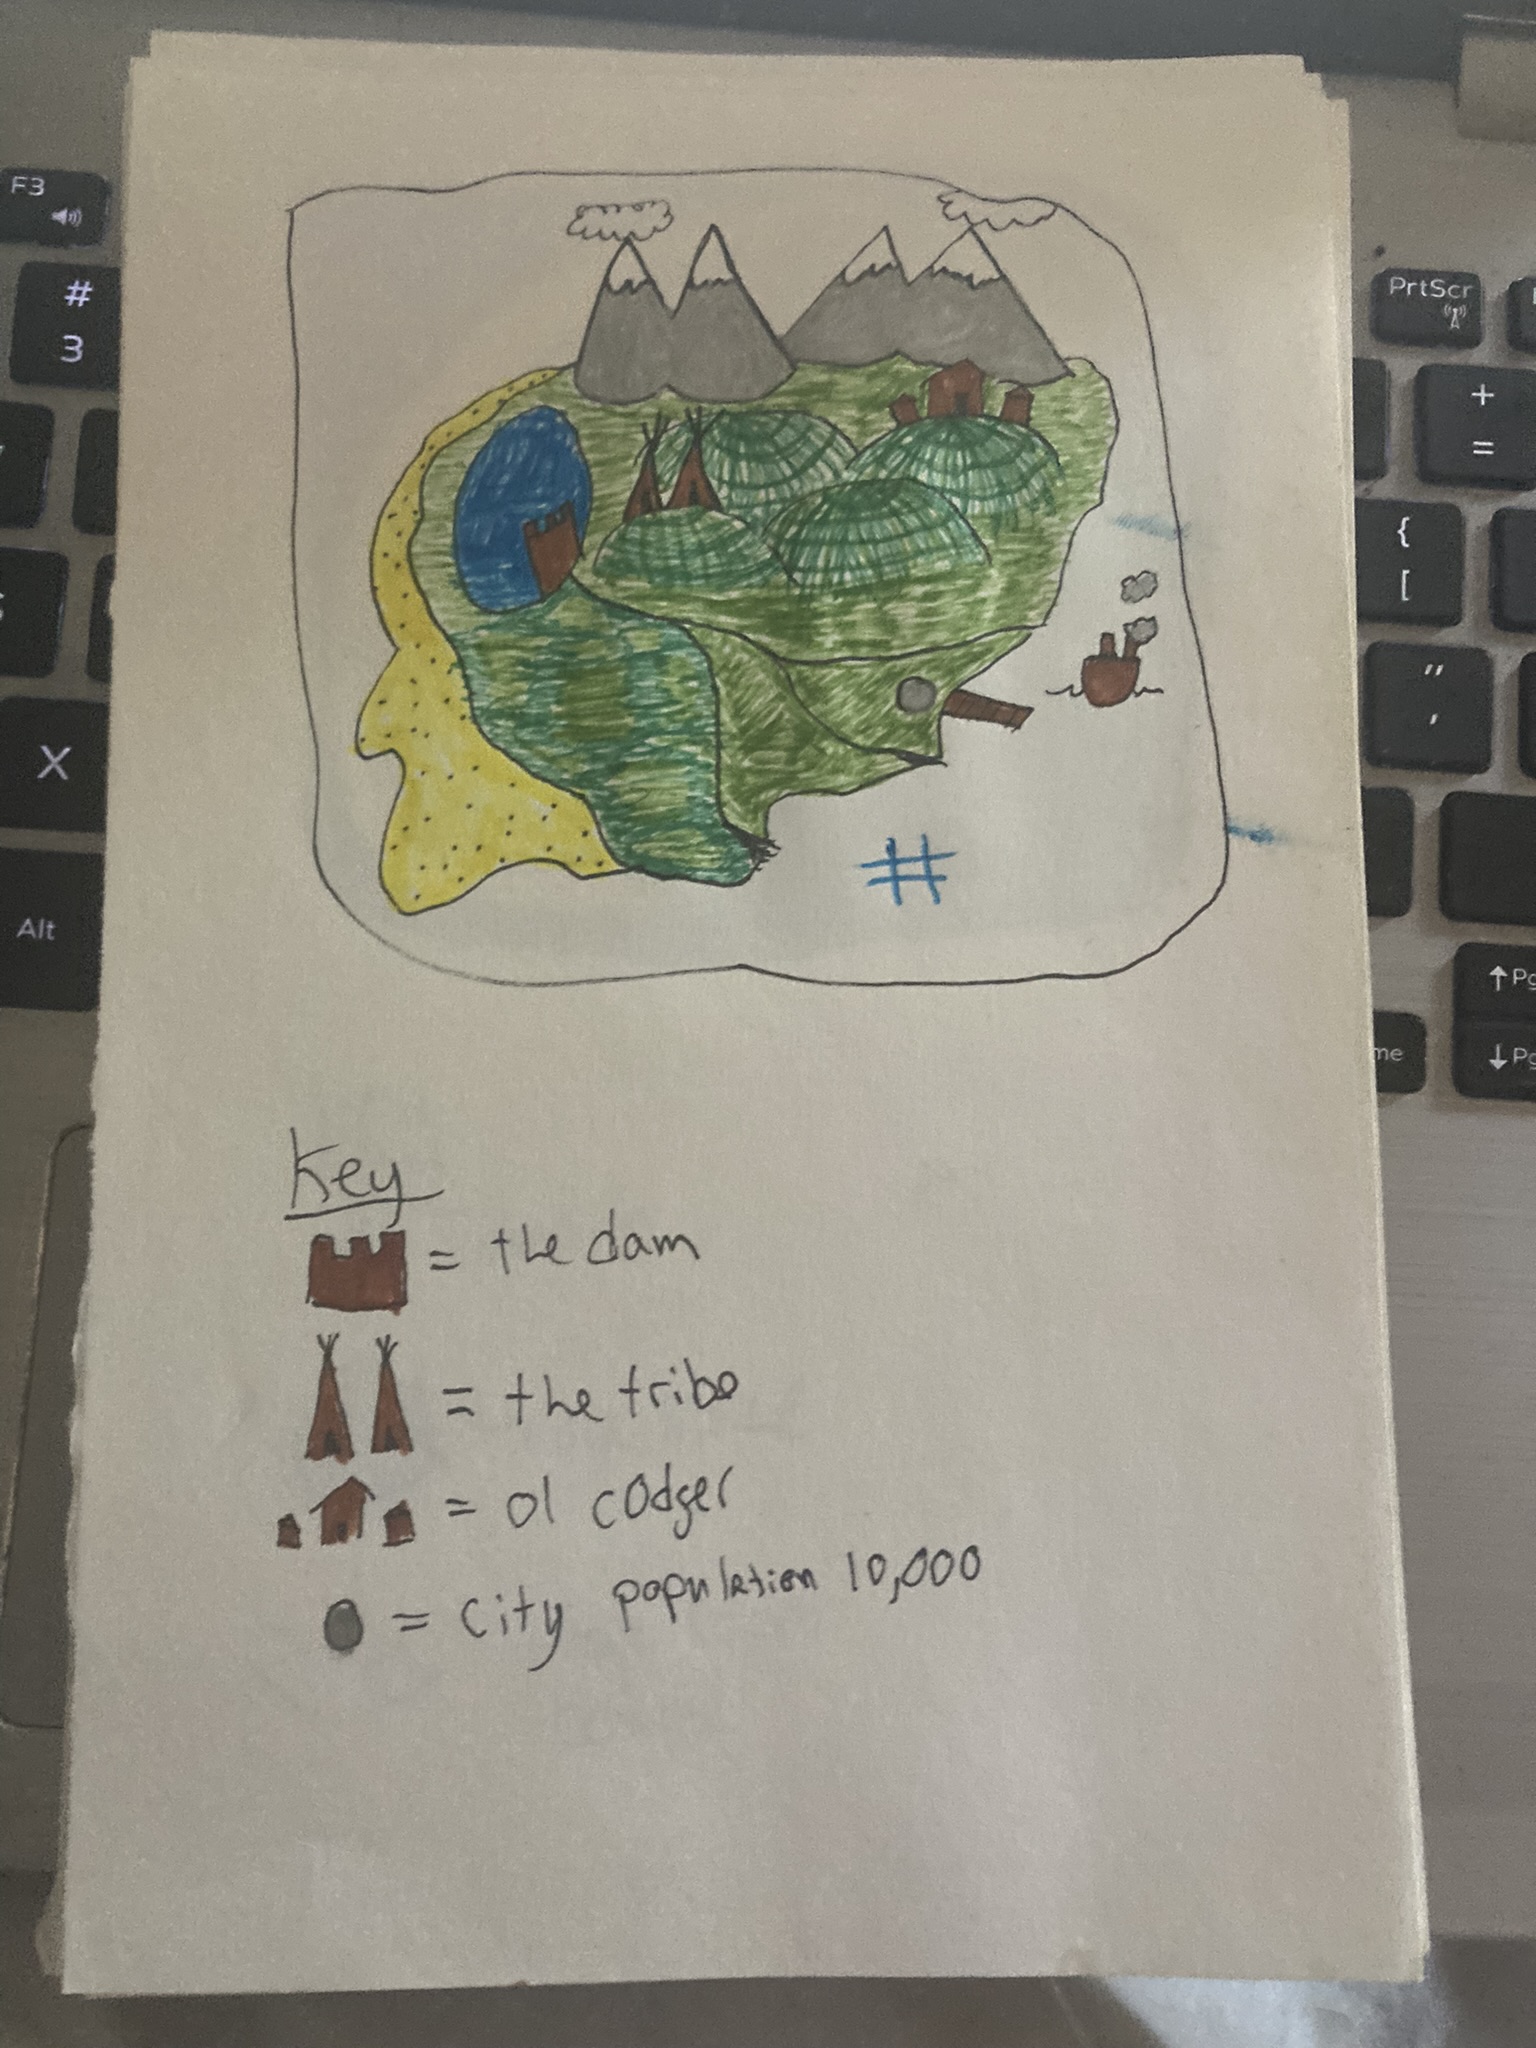 F3
#
3
X
Alt
PrtScr
+
=
{
[
"
'
Pg
me
Pg
#
Key
= the dam
= the tribe
= ol codger
= city population 10,000